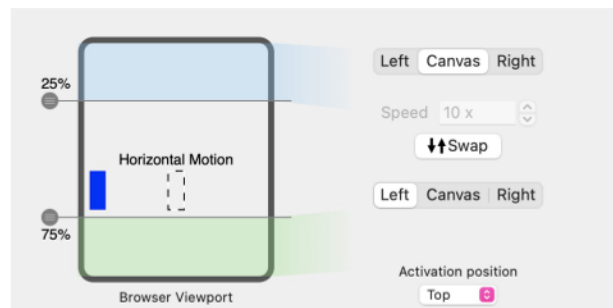 Left Canvas Right
25%
Speed 10 x
Swap
Horizontal Motion
Left Canvas Right
75%
Activation position
Top
Browser Viewport